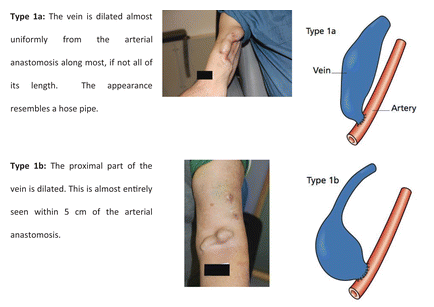 Type 1a: The vein is dilated almost
uniformly from the arterial
anastomosis along most, if not all of
its length. The appearance
resembles a hose pipe.
Type 1a
Vein
Artery
Type 1b: The proximal part of the
vein is dilated. This is almost entirely
seen within 5 cm of the arterial
anastomosis.
Type 1b